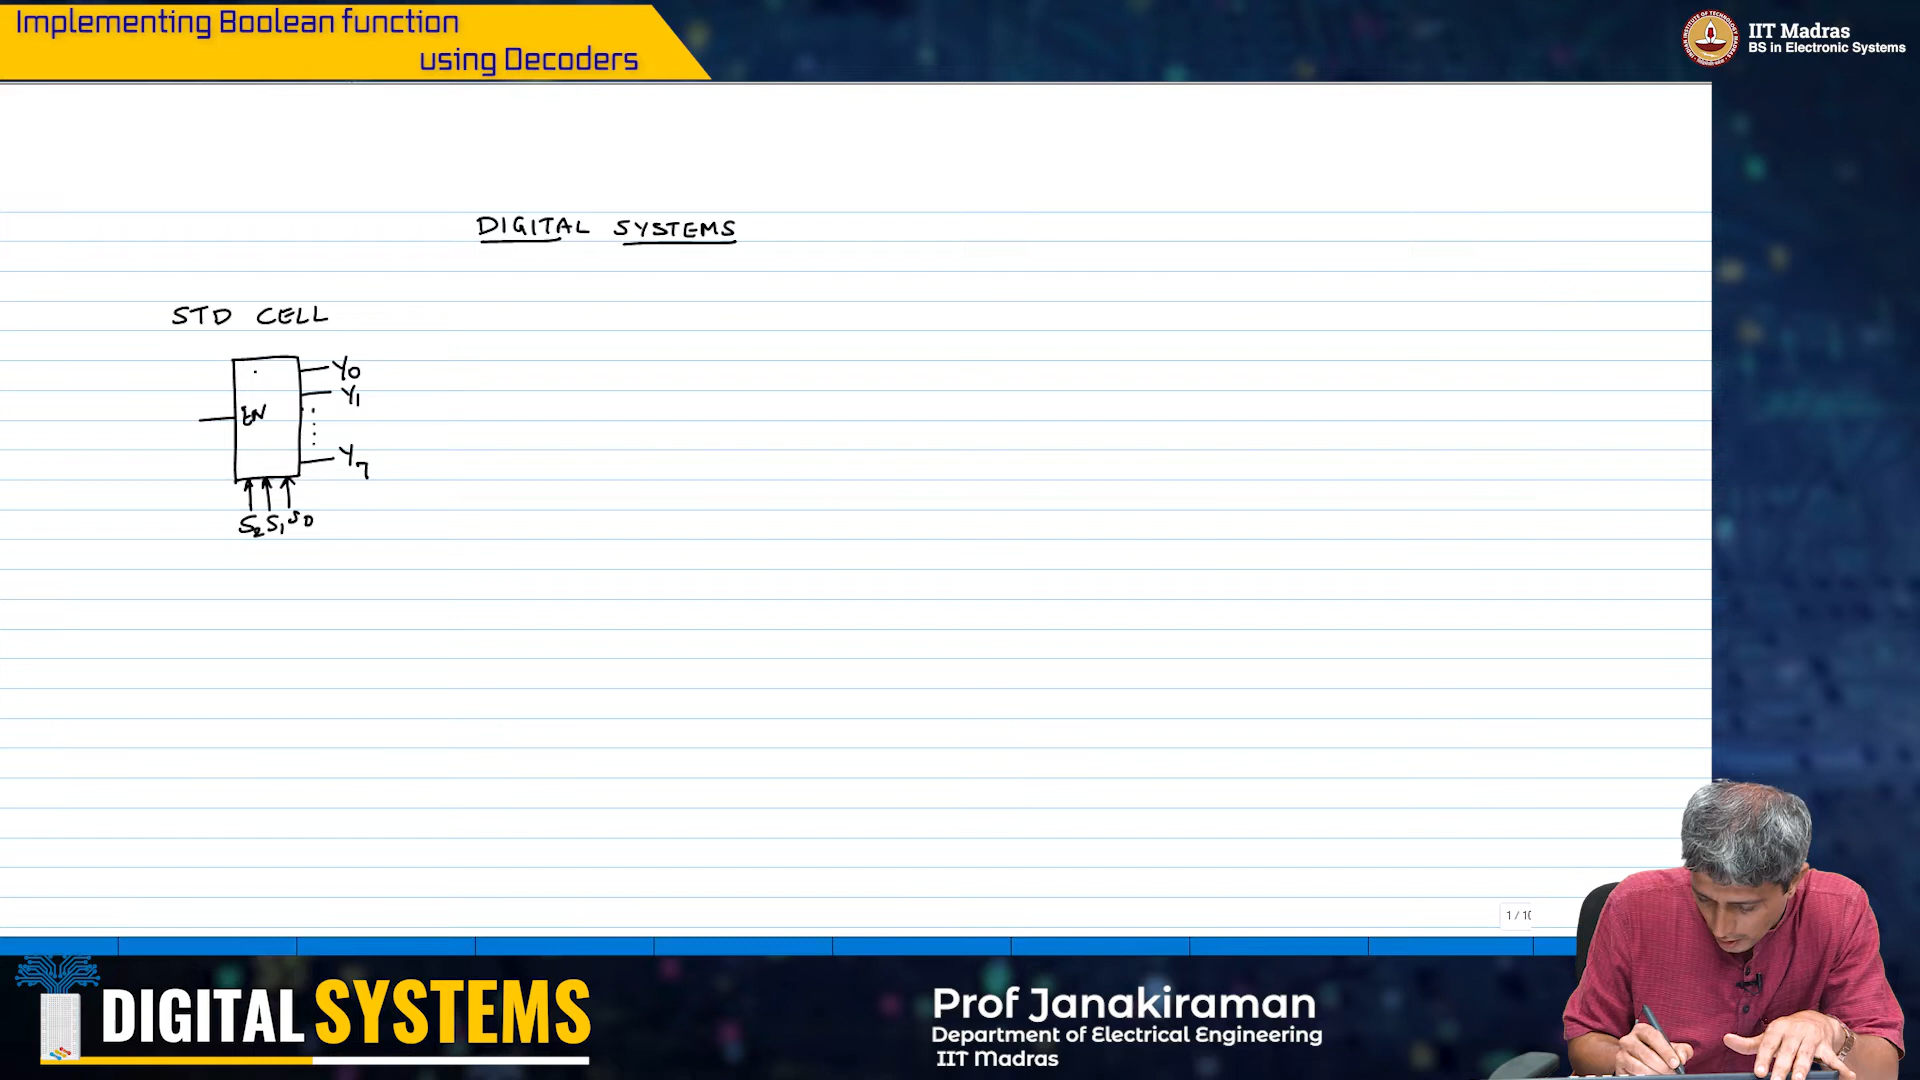 Implementing Boolean function
using Decoders
IIT Madras
BS in Electronic Systems
DIGITAL SYSTEMS
STD CELL
Y0
Y1
EN
Y7
S2 S1 S0
1 / 10
DIGITAL SYSTEMS
Prof Janakiraman
Department of Electrical Engineering
IIT Madras